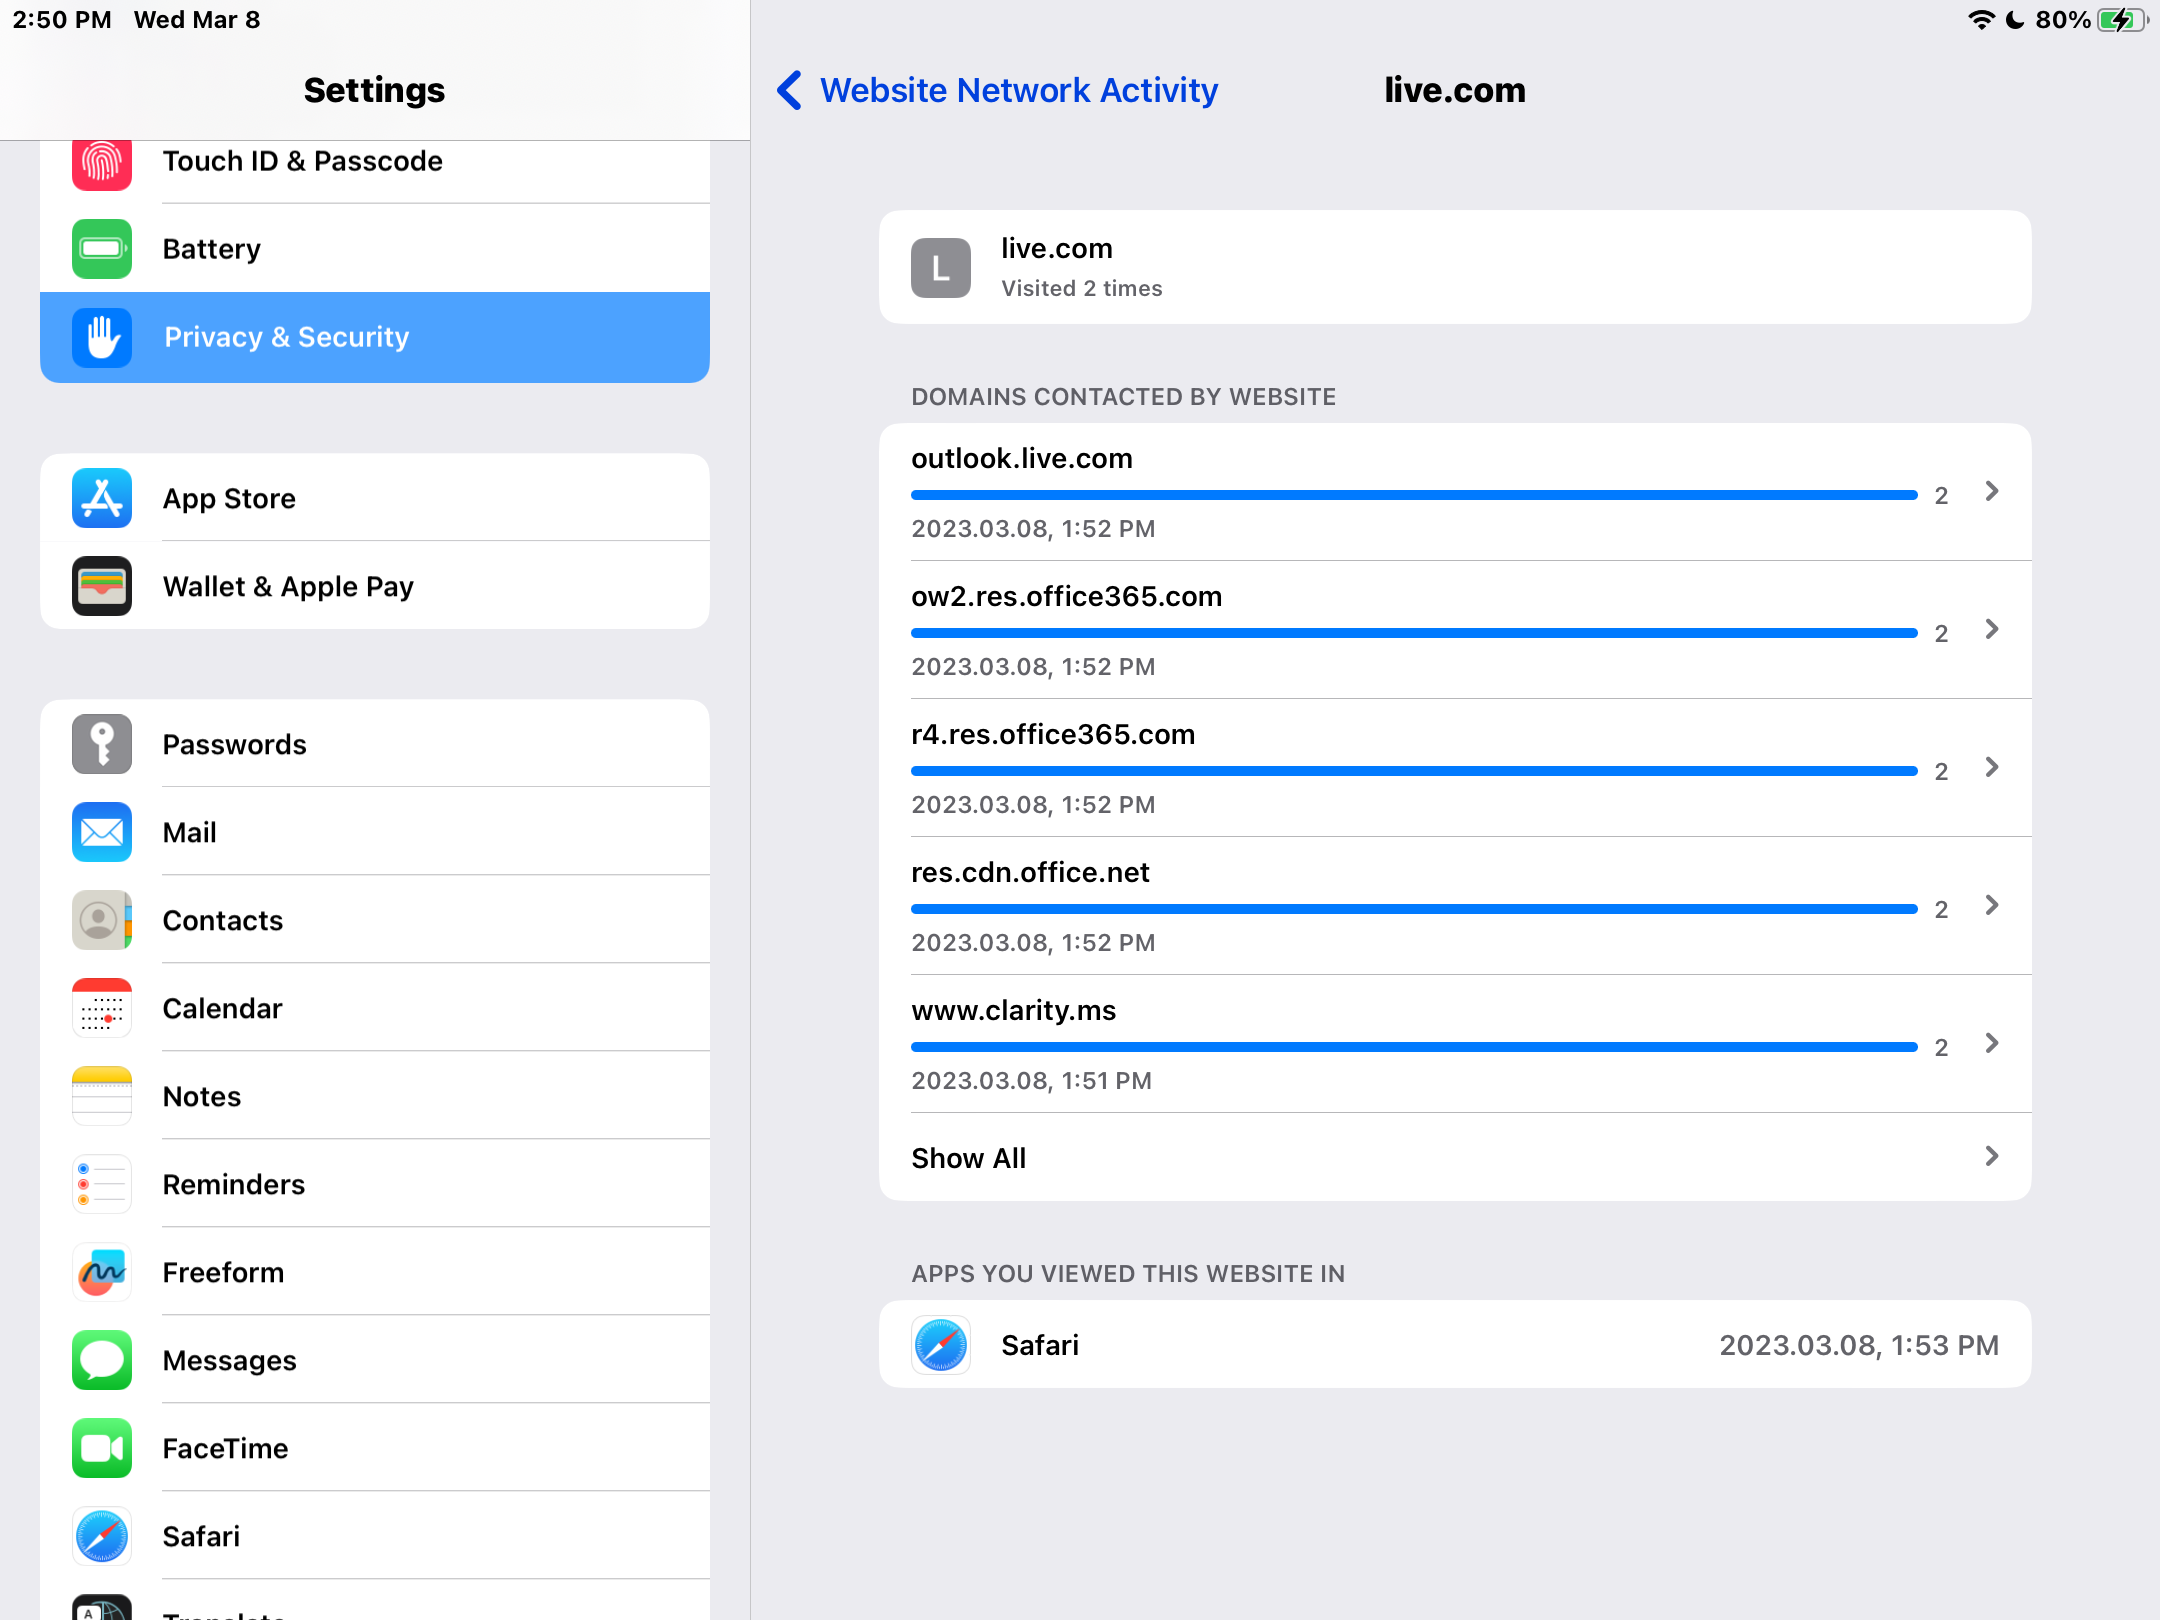 2:50 PM Wed Mar 8
80%
Settings
Touch ID & Passcode
Battery
Privacy & Security
App Store
Wallet & Apple Pay
Passwords
Mail
Contacts
Calendar
Notes
Reminders
Freeform
Messages
FaceTime
Safari
Translate
Website Network Activity
live.com
L
live.com
Visited 2 times
DOMAINS CONTACTED BY WEBSITE
outlook.live.com
2
2023.03.08, 1:52 PM
ow2.res.office365.com
2
2023.03.08, 1:52 PM
r4.res.office365.com
2
2023.03.08, 1:52 PM
res.cdn.office.net
2
2023.03.08, 1:52 PM
www.clarity.ms
2
2023.03.08, 1:51 PM
Show All
APPS YOU VIEWED THIS WEBSITE IN
Safari
2023.03.08, 1:53 PM